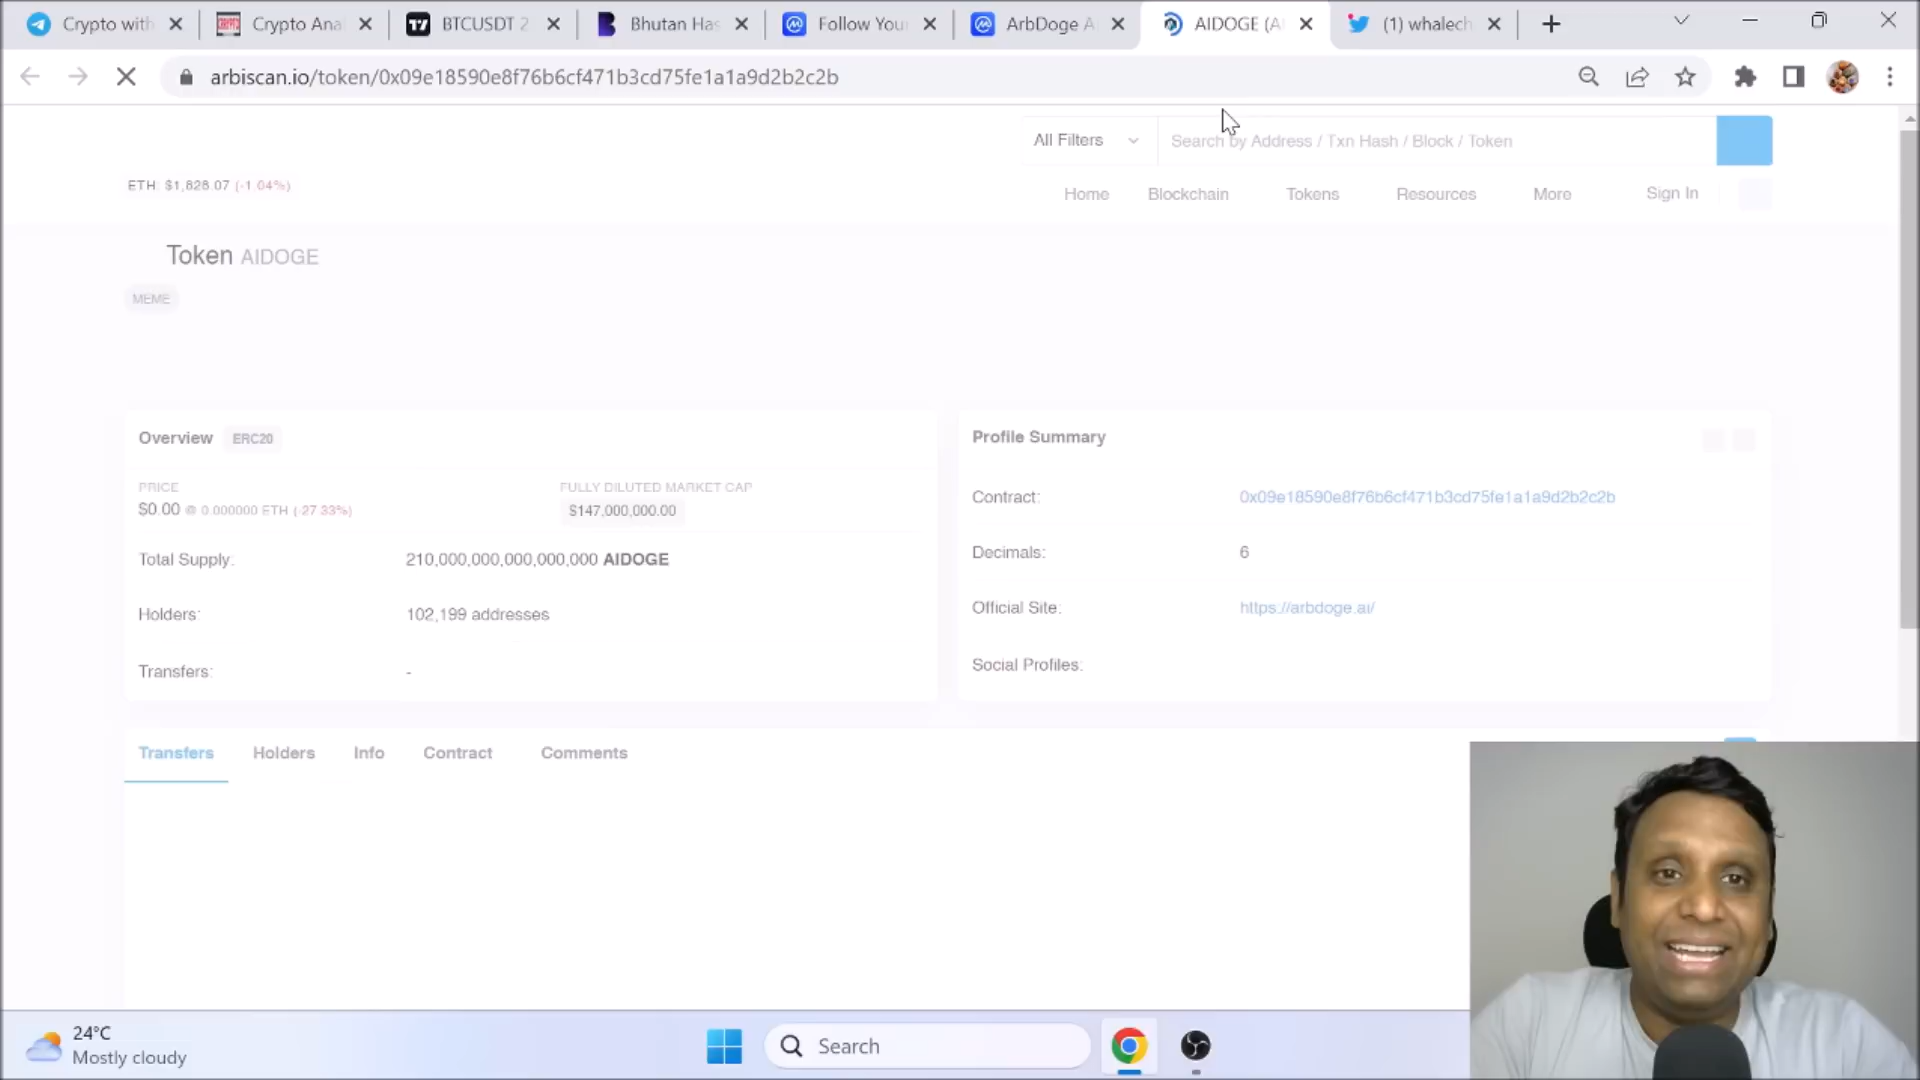 Crypto with
Crypto Ana
BTCUSDT 2
Bhutan Has
Follow Your
ArbDoge A
AIDOGE (A
(1) whalech
arbiscan.io/token/0x09e18590e8f76b6cf471b3cd75fe1a1a9d2b2c2b
All Filters
Search by Address / Txn Hash / Block / Token
ETH: $1,828.07 (-1.04%)
Home Blockchain Tokens Resources More Sign In
Token AIDOGE
MEME
Overview ERC20
PRICE
$0.00 @ 0.000000 ETH (-27.33%)
FULLY DILUTED MARKET CAP
$147,000,000.00
Total Supply: 210,000,000,000,000,000 AIDOGE
Holders: 102,199 addresses
Transfers: -
Profile Summary
Contract: 0x09e18590e8f76b6cf471b3cd75fe1a1a9d2b2c2b
Decimals: 6
Official Site: https://arbdoge.ai/
Social Profiles:
Transfers Holders Info Contract Comments
24°C
Mostly cloudy
Search